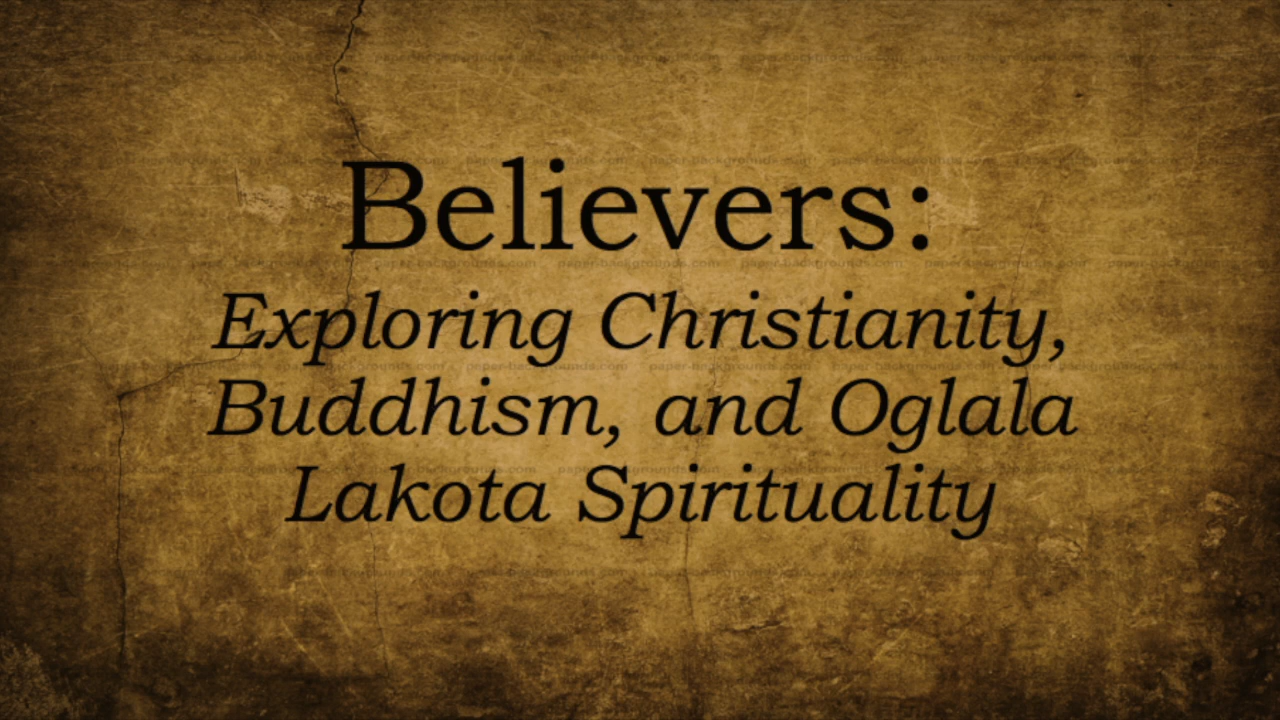 Believers:
Exploring Christianity,
Buddhism, and Oglala
Lakota Spirituality